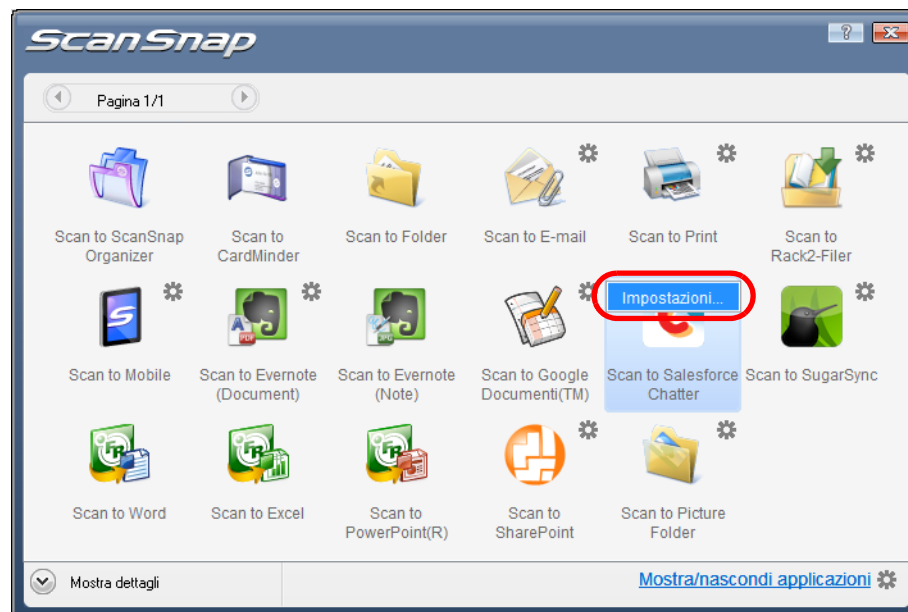 ScanSnap
?
Pagina 1/1
Scan to ScanSnap
Organizer
Scan to
CardMinder
Scan to Folder
Scan to E-mail
Scan to Print
Scan to
Rack2-Filer
Impostazioni...
Scan to Mobile
Scan to Evernote
(Document)
Scan to Evernote
(Note)
Scan to Google
Documenti(TM)
Scan to Salesforce
Chatter
Scan to SugarSync
Scan to Word
Scan to Excel
Scan to
PowerPoint(R)
Scan to
SharePoint
Scan to Picture
Folder
Mostra dettagli
Mostra/nascondi applicazioni